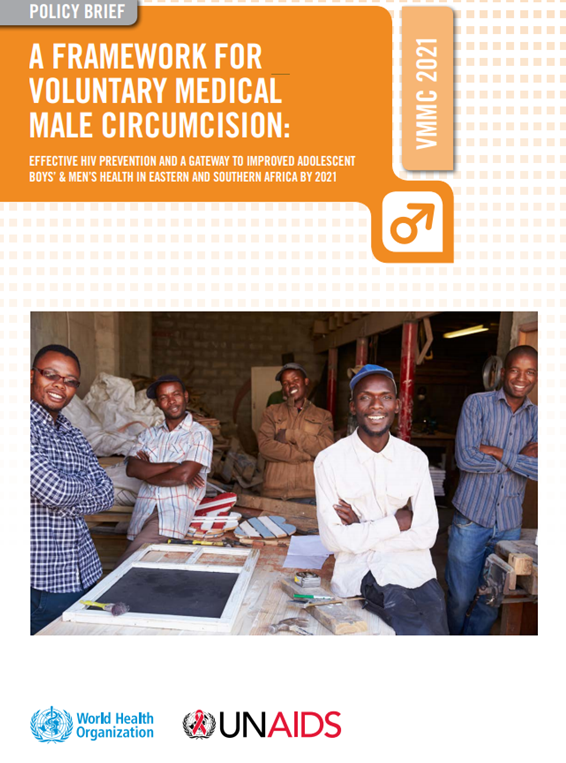 POLICY BRIEF
A FRAMEWORK FOR
VOLUNTARY MEDICAL
MALE CIRCUMCISION:
EFFECTIVE HIV PREVENTION AND A GATEWAY TO IMPROVED ADOLESCENT
BOYS' & MEN'S HEALTH IN EASTERN AND SOUTHERN AFRICA BY 2021
VMMC 2021
World Health
Organization
UNAIDS